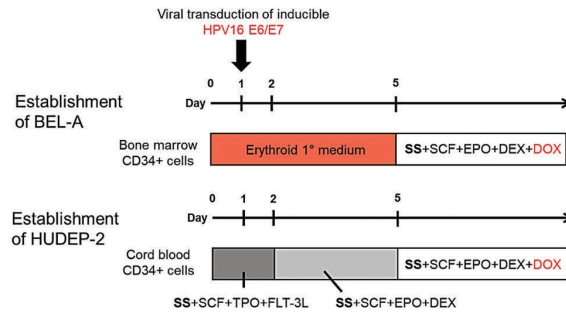 Viral transduction of inducible
HPV16 E6/E7
0 1 2 5
Day
Establishment
of BEL-A
Bone marrow
CD34+ cells
Erythroid 1° medium
SS+SCF+EPO+DEX+DOX
0 1 2 5
Day
Establishment
of HUDEP-2
Cord blood
CD34+ cells
SS+SCF+EPO+DEX+DOX
SS+SCF+TPO+FLT-3L
SS+SCF+EPO+DEX